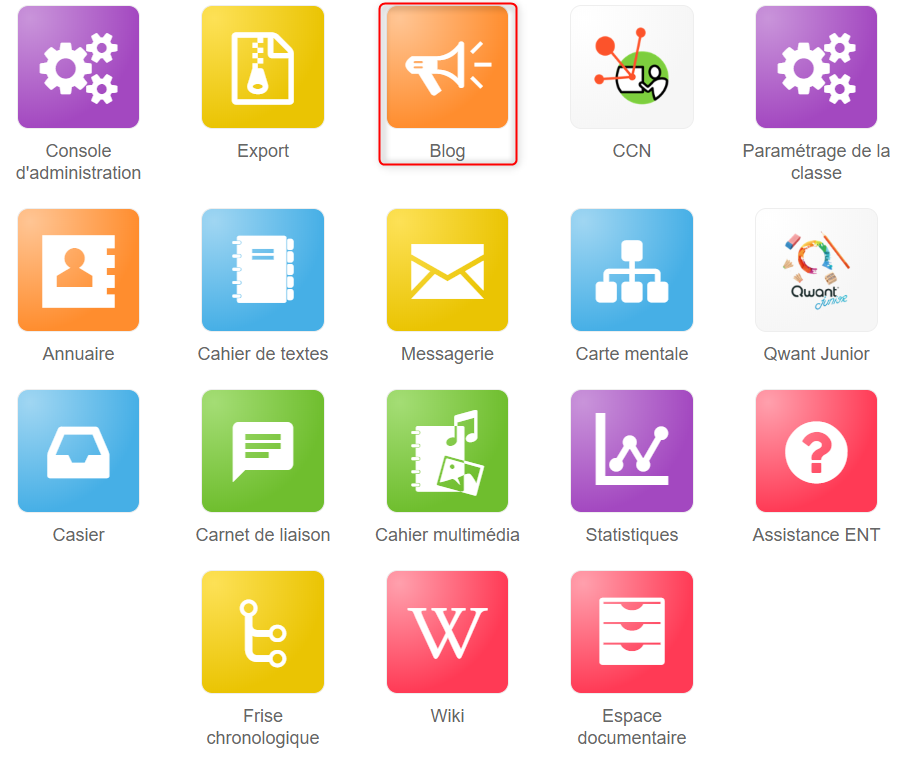 Console
d'administration
Export
Blog
CCN
Paramétrage de la
classe
Annuaire
Cahier de textes
Messagerie
Carte mentale
Qwant
Junior
Qwant Junior
Casier
Carnet de liaison
Cahier multimédia
Statistiques
?
Assistance ENT
Frise
chronologique
W
Wiki
Espace
documentaire